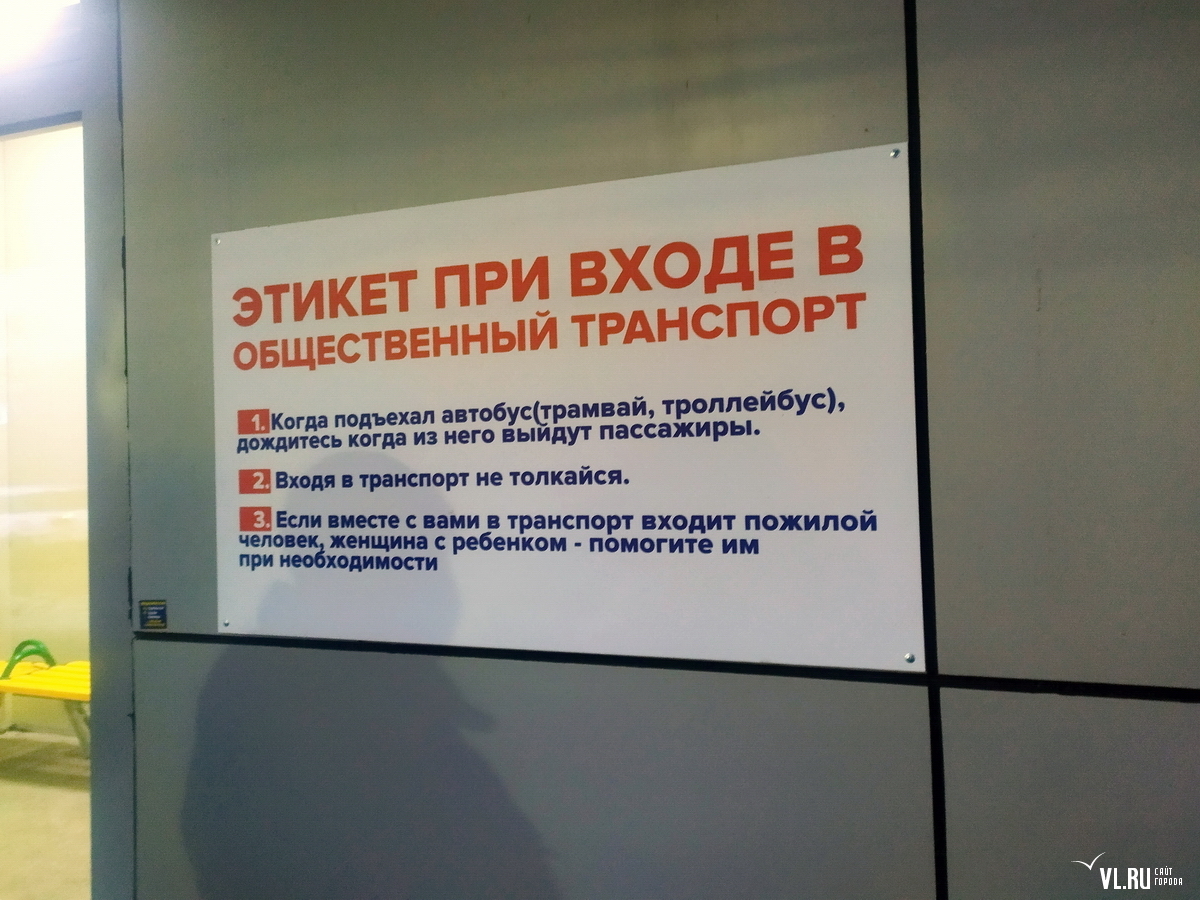 ЭТИКЕТ ПРИ ВХОДЕ В
ОБЩЕСТВЕННЫЙ ТРАНСПОРТ
1. Когда подъехал автобус(трамвай, троллейбус),
дождитесь когда из него выйдут пассажиры.
2. Входя в транспорт не толкайся.
3. Если вместе с вами в транспорт входит пожилой
человек, женщина с ребенком - помогите им
при необходимости
VL.RU САЙТ
ГОРОДА